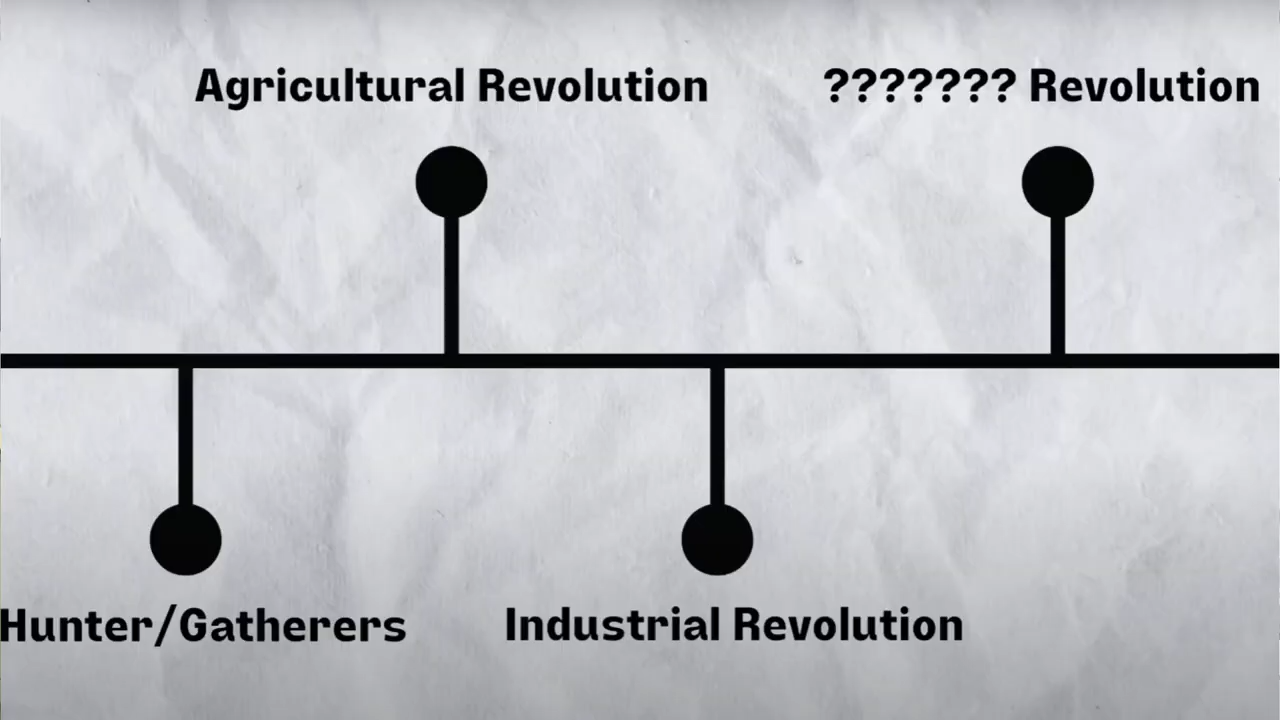 Agricultural Revolution
??????? Revolution
Hunter/Gatherers
Industrial Revolution